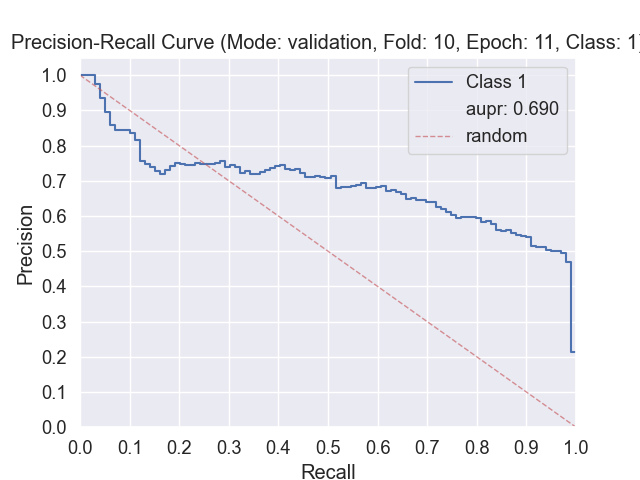 Precision-Recall Curve (Mode: validation, Fold: 10, Epoch: 11, Class: 1)
Class 1
aupr: 0.690
random
1.0
0.9
0.8
0.7
0.6
0.5
0.4
0.3
0.2
0.1
0.0
Precision
0.0 0.1 0.2 0.3 0.4 0.5 0.6 0.7 0.8 0.9 1.0
Recall